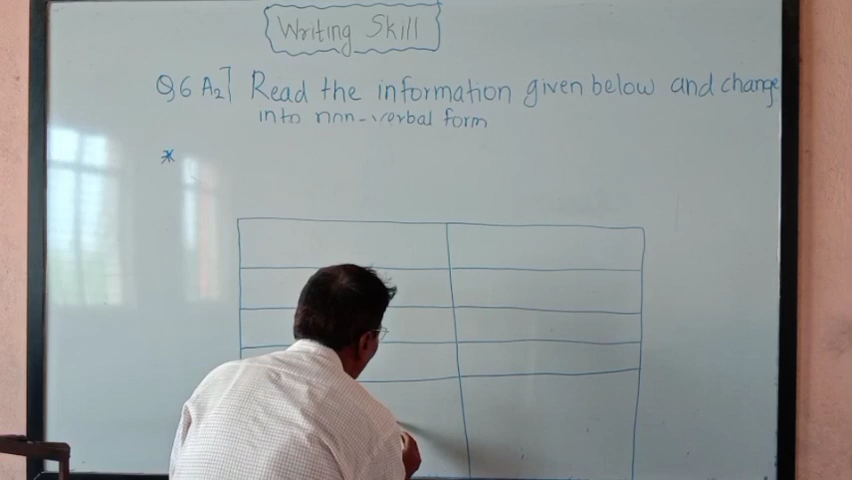 Writing Skill
Q6 A2] Read the information given below and change
into non-verbal form
*